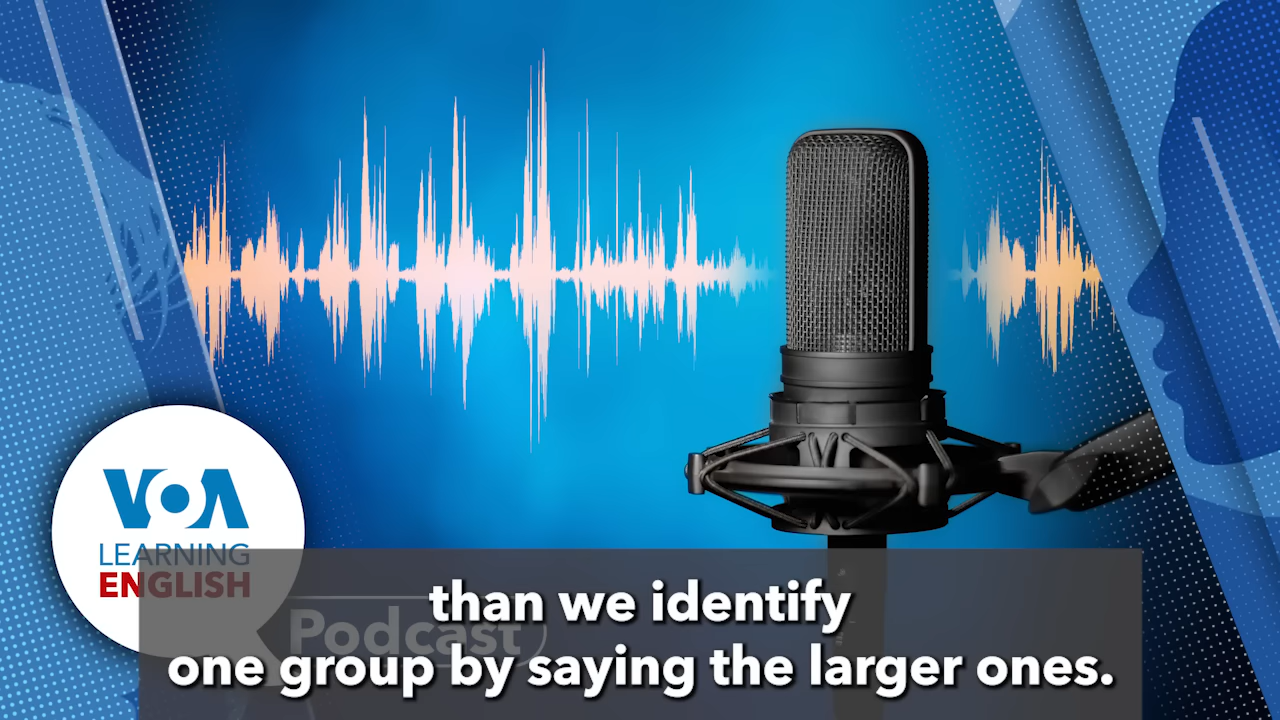 VOA
LEARNING
ENGLISH
Podcast
than we identify
one group by saying the larger ones.